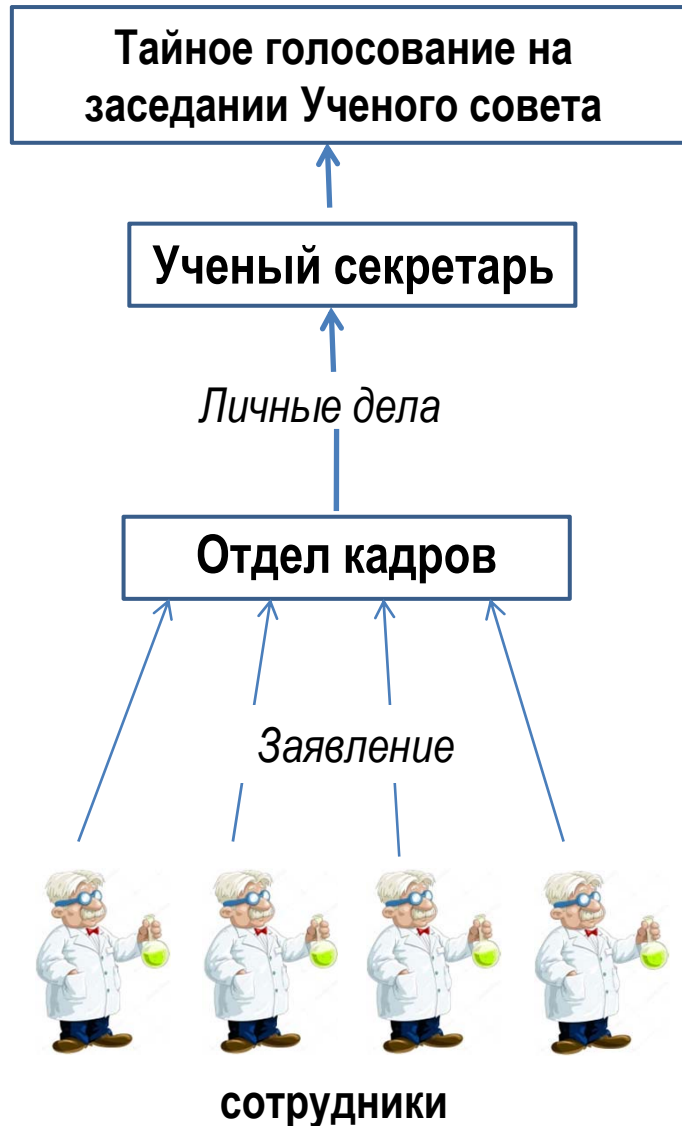 Тайное голосование на
заседании Ученого совета
Ученый секретарь
Личные дела
Отдел кадров
Заявление
сотрудники